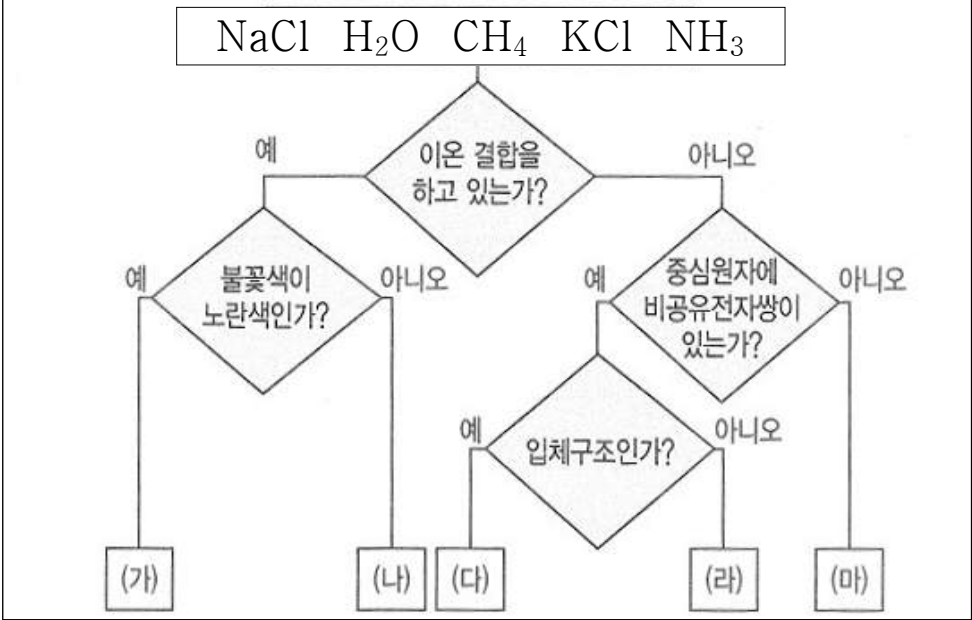 NaCl H₂O CH₄ KCl NH₃
예
이온 결합을
하고 있는가?
아니오
예
불꽃색이
노란색인가?
아니오
예
중심원자에
비공유전자쌍이
있는가?
아니오
예
입체구조인가?
아니오
(가)
(나)
(다)
(라)
(마)